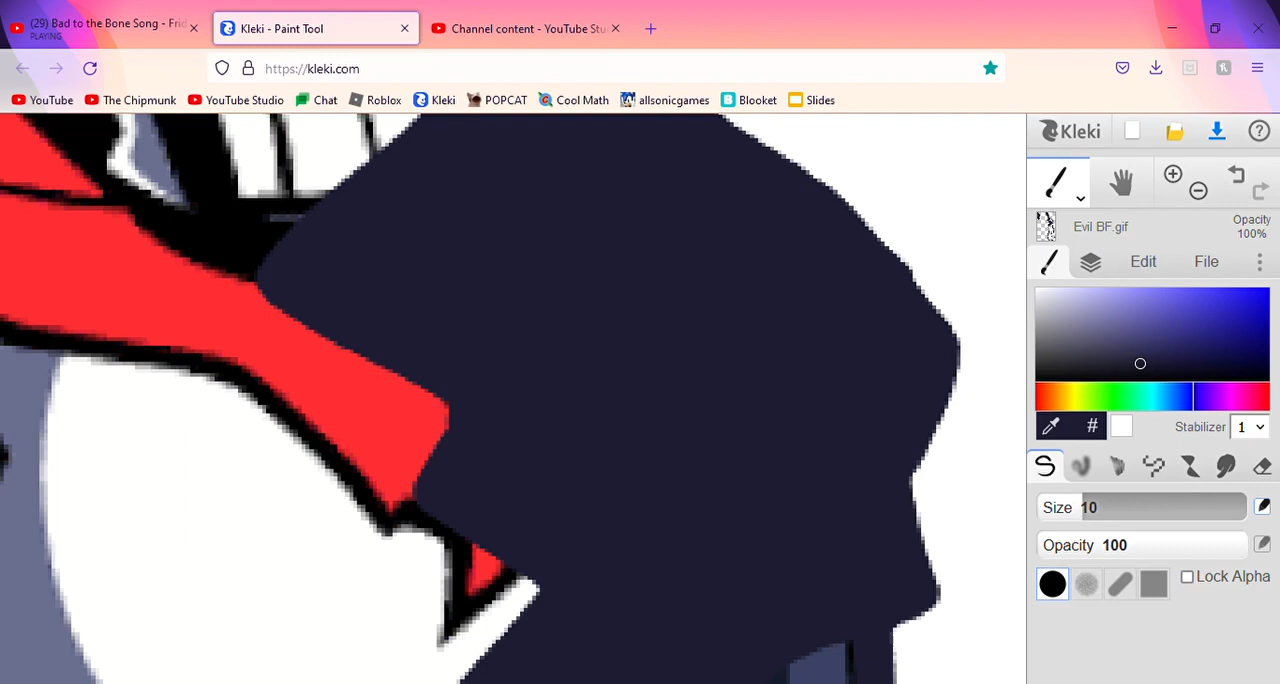 (29) Bad to the Bone Song - Frid
PLAYING
Kleki - Paint Tool
Channel content - YouTube Stu
https://kleki.com
YouTube The Chipmunk YouTube Studio Chat Roblox Kleki POPCAT Cool Math allsonicgames Blooket Slides
Kleki
?
Evil BF.gif
Opacity
100%
Edit File
# Stabilizer 1
Size 10
Opacity 100
Lock Alpha